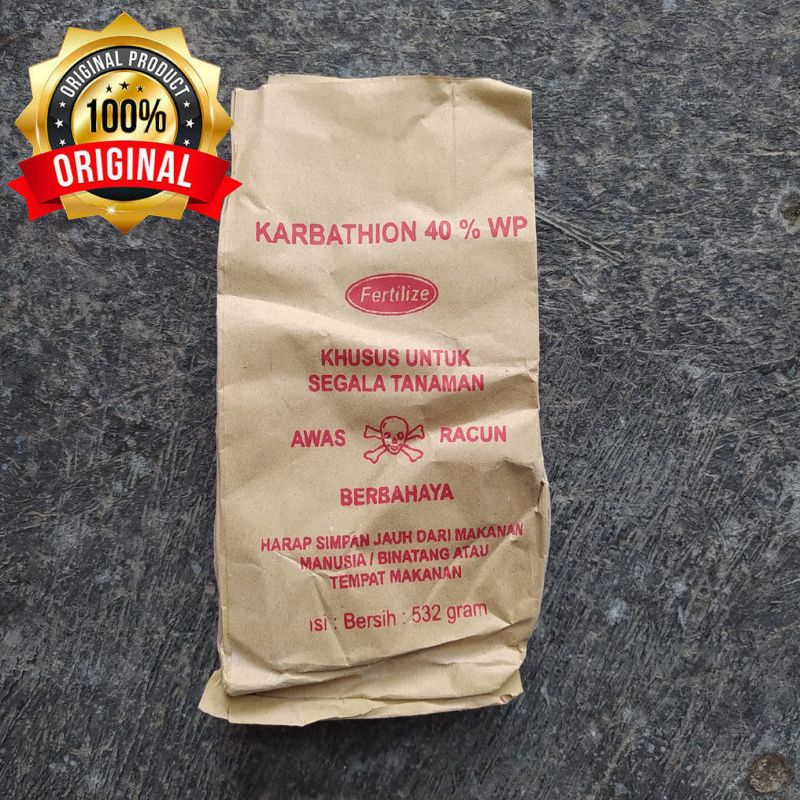 ORIGINAL PRODUCT
100%
ORIGINAL
KARBATHION 40 % WP
Fertilize
KHUSUS UNTUK
SEGALA TANAMAN
AWAS RACUN
BERBAHAYA
HARAP SIMPAN JAUH DARI MAKANAN
MANUSIA / BINATANG ATAU
TEMPAT MAKANAN
si : Bersih : 532 gram